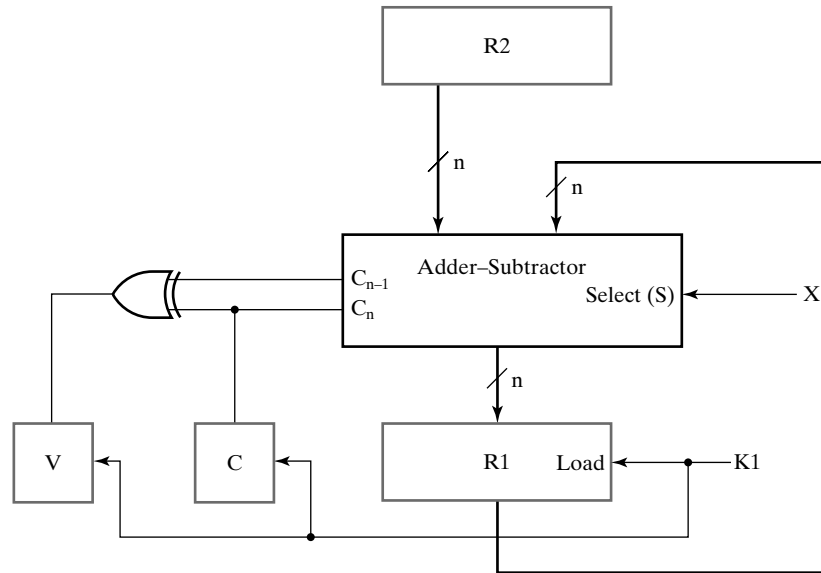 R2
n
n
Adder–Subtractor
Cn–1
Select (S)
X
Cn
n
V
C
R1
Load
K1